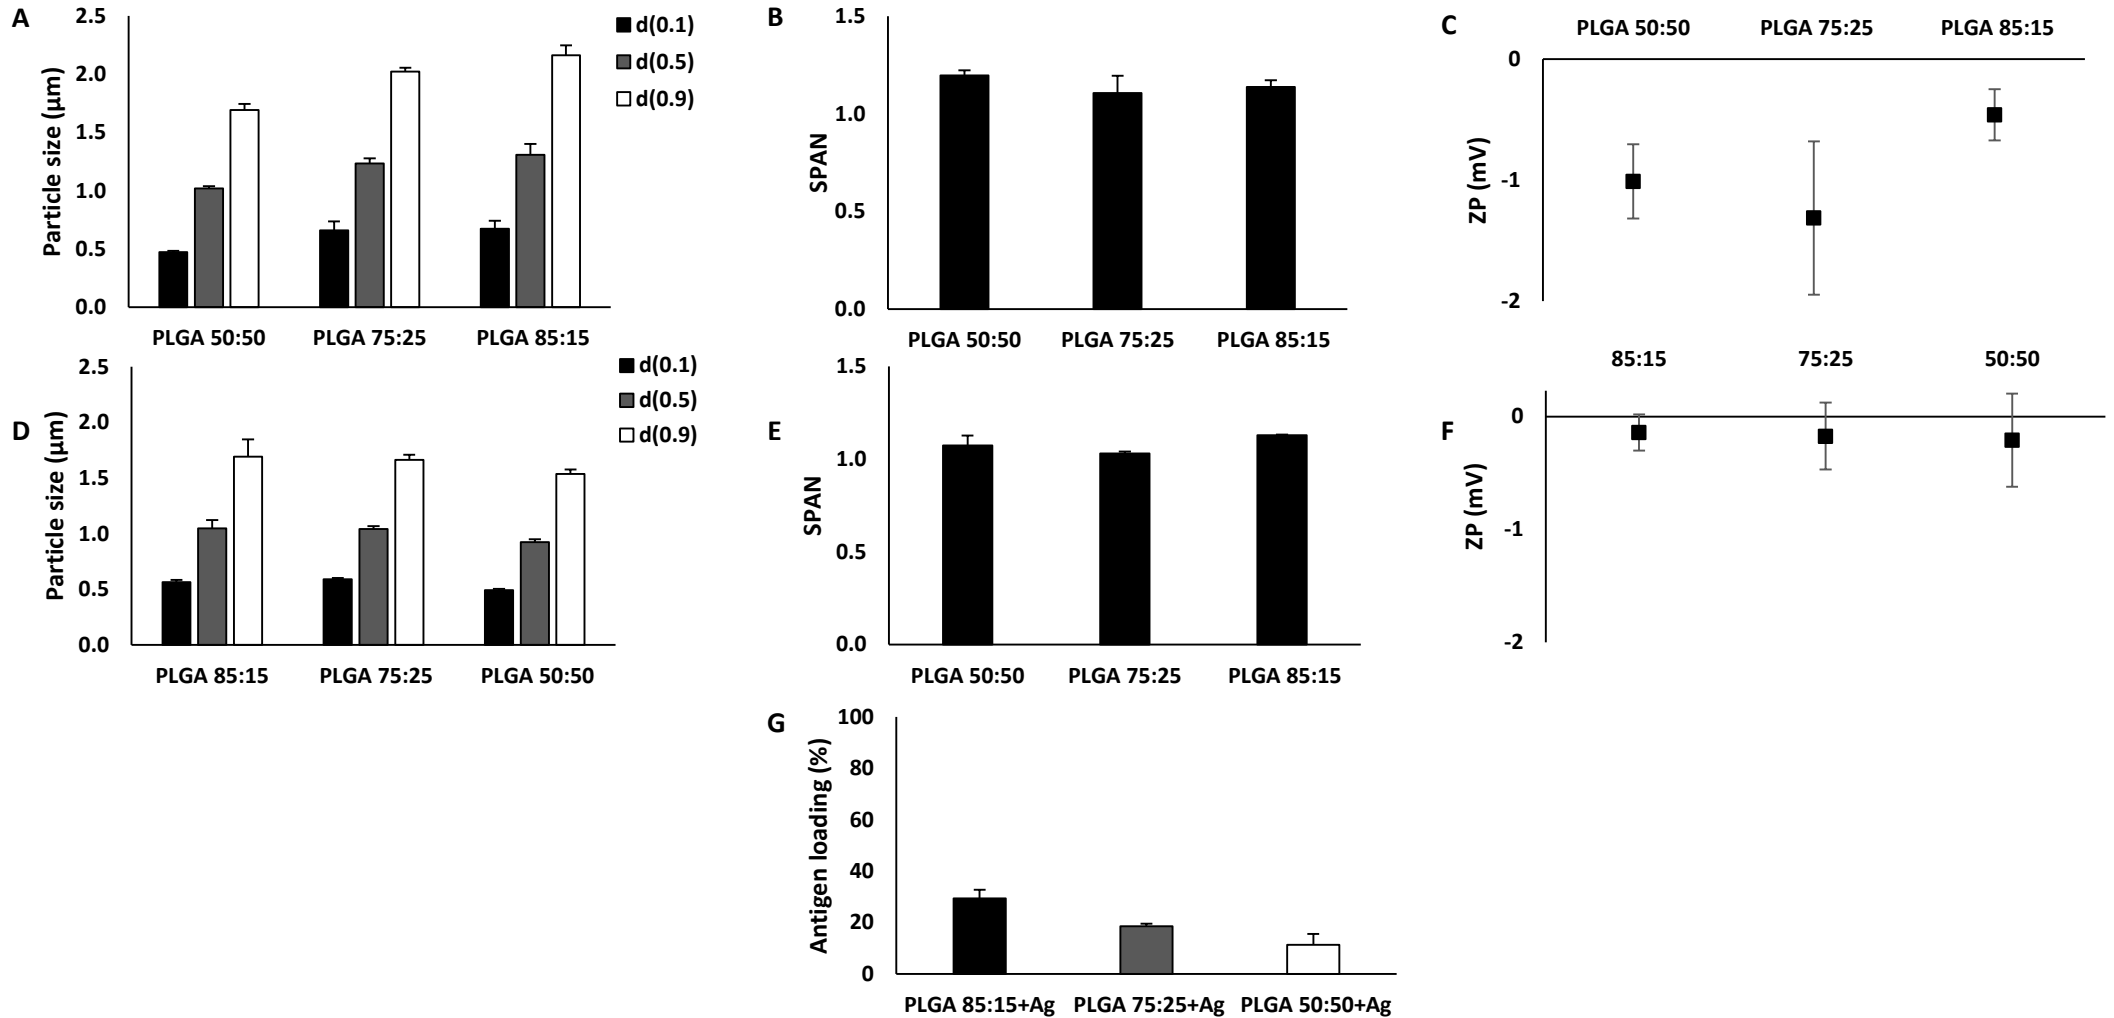 A
Particle size (µm)
2.5
2.0
1.5
1.0
0.5
0.0
PLGA 50:50 PLGA 75:25 PLGA 85:15
d(0.1)
d(0.5)
d(0.9)
B
SPAN
1.5
1.0
0.5
0.0
PLGA 50:50 PLGA 75:25 PLGA 85:15
C
PLGA 50:50 PLGA 75:25 PLGA 85:15
ZP (mV)
0
-1
-2
D
Particle size (µm)
2.5
2.0
1.5
1.0
0.5
0.0
PLGA 85:15 PLGA 75:25 PLGA 50:50
d(0.1)
d(0.5)
d(0.9)
E
SPAN
1.5
1.0
0.5
0.0
PLGA 50:50 PLGA 75:25 PLGA 85:15
F
85:15 75:25 50:50
ZP (mV)
0
-1
-2
G
Antigen loading (%)
100
80
60
40
20
0
PLGA 85:15+Ag PLGA 75:25+Ag PLGA 50:50+Ag